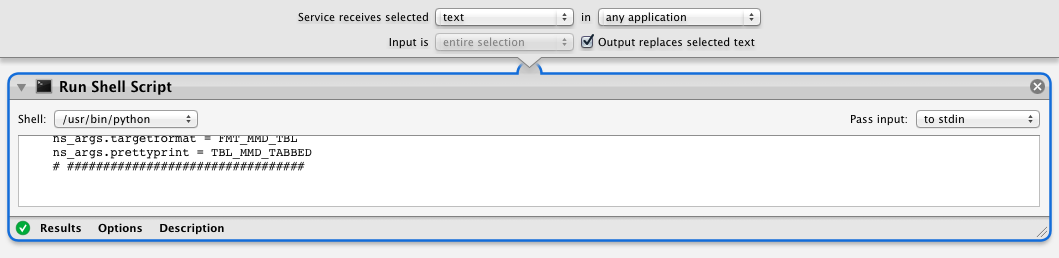 Service receives selected text in any application
Input is entire selection Output replaces selected text
Run Shell Script
Shell: /usr/bin/python Pass input: to stdin
ns_args.targetformat = FMT_MMD_TBL
ns_args.prettyprint = TBL_MMD_TABBED
# #################################
Results Options Description